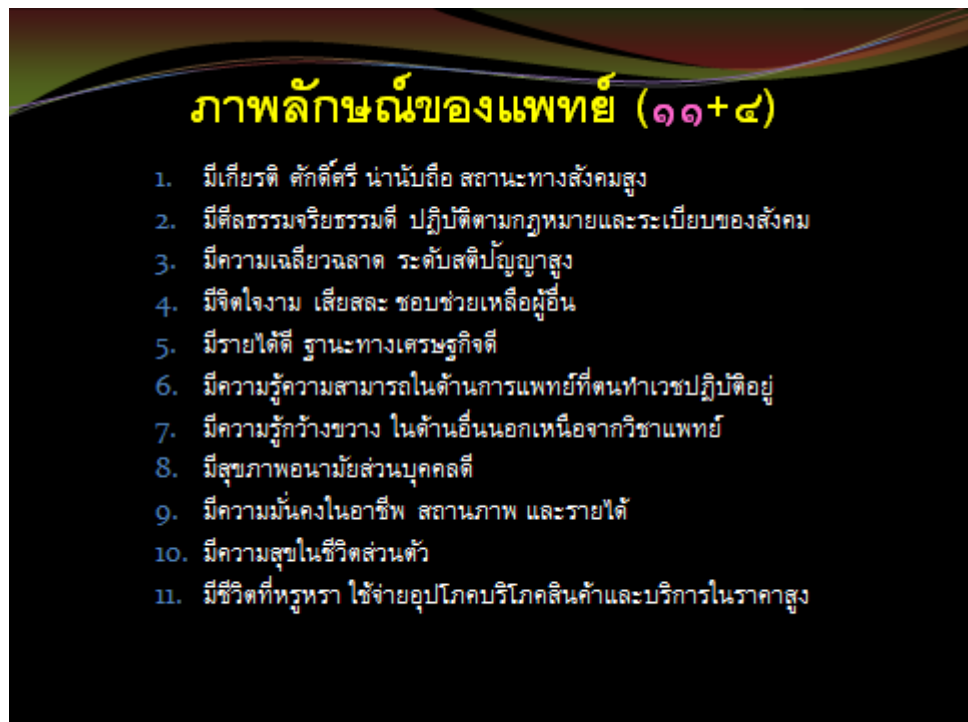 ภาพลักษณ์ของแพทย์ (๑๑+๔)
1. มีเกียรติ ศักดิ์ศรี น่านับถือ สถานะทางสังคมสูง
2. มีศีลธรรมจริยธรรมดี ปฏิบัติตามกฎหมายและระเบียบของสังคม
3. มีความเฉลียวฉลาด ระดับสติปัญญาสูง
4. มีจิตใจงาม เสียสละ ชอบช่วยเหลือผู้อื่น
5. มีรายได้ดี ฐานะทางเศรษฐกิจดี
6. มีความรู้ความสามารถในด้านการแพทย์ที่ตนทำเวชปฏิบัติอยู่
7. มีความรู้กว้างขวาง ในด้านอื่นนอกเหนือจากวิชาแพทย์
8. มีสุขภาพอนามัยส่วนบุคคลดี
9. มีความมั่นคงในอาชีพ สถานภาพ และรายได้
10. มีความสุขในชีวิตส่วนตัว
11. มีชีวิตที่หรูหรา ใช้จ่ายอุปโภคบริโภคสินค้าและบริการในราคาสูง